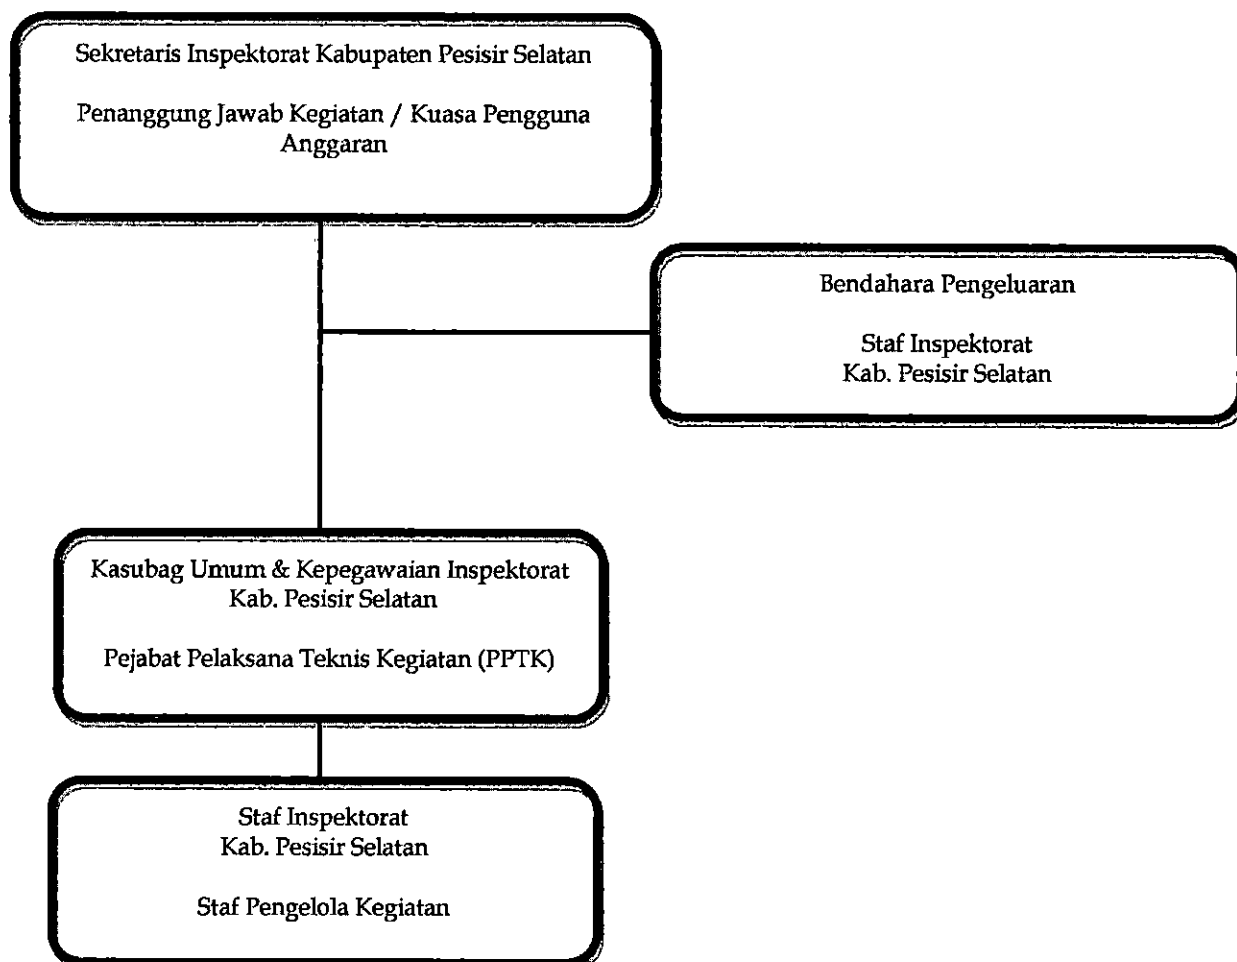 Sekretaris Inspektorat Kabupaten Pesisir Selatan
Penanggung Jawab Kegiatan / Kuasa Pengguna
Anggaran
Bendahara Pengeluaran
Staf Inspektorat
Kab. Pesisir Selatan
Kasubag Umum & Kepegawaian Inspektorat
Kab. Pesisir Selatan
Pejabat Pelaksana Teknis Kegiatan (PPTK)
Staf Inspektorat
Kab. Pesisir Selatan
Staf Pengelola Kegiatan